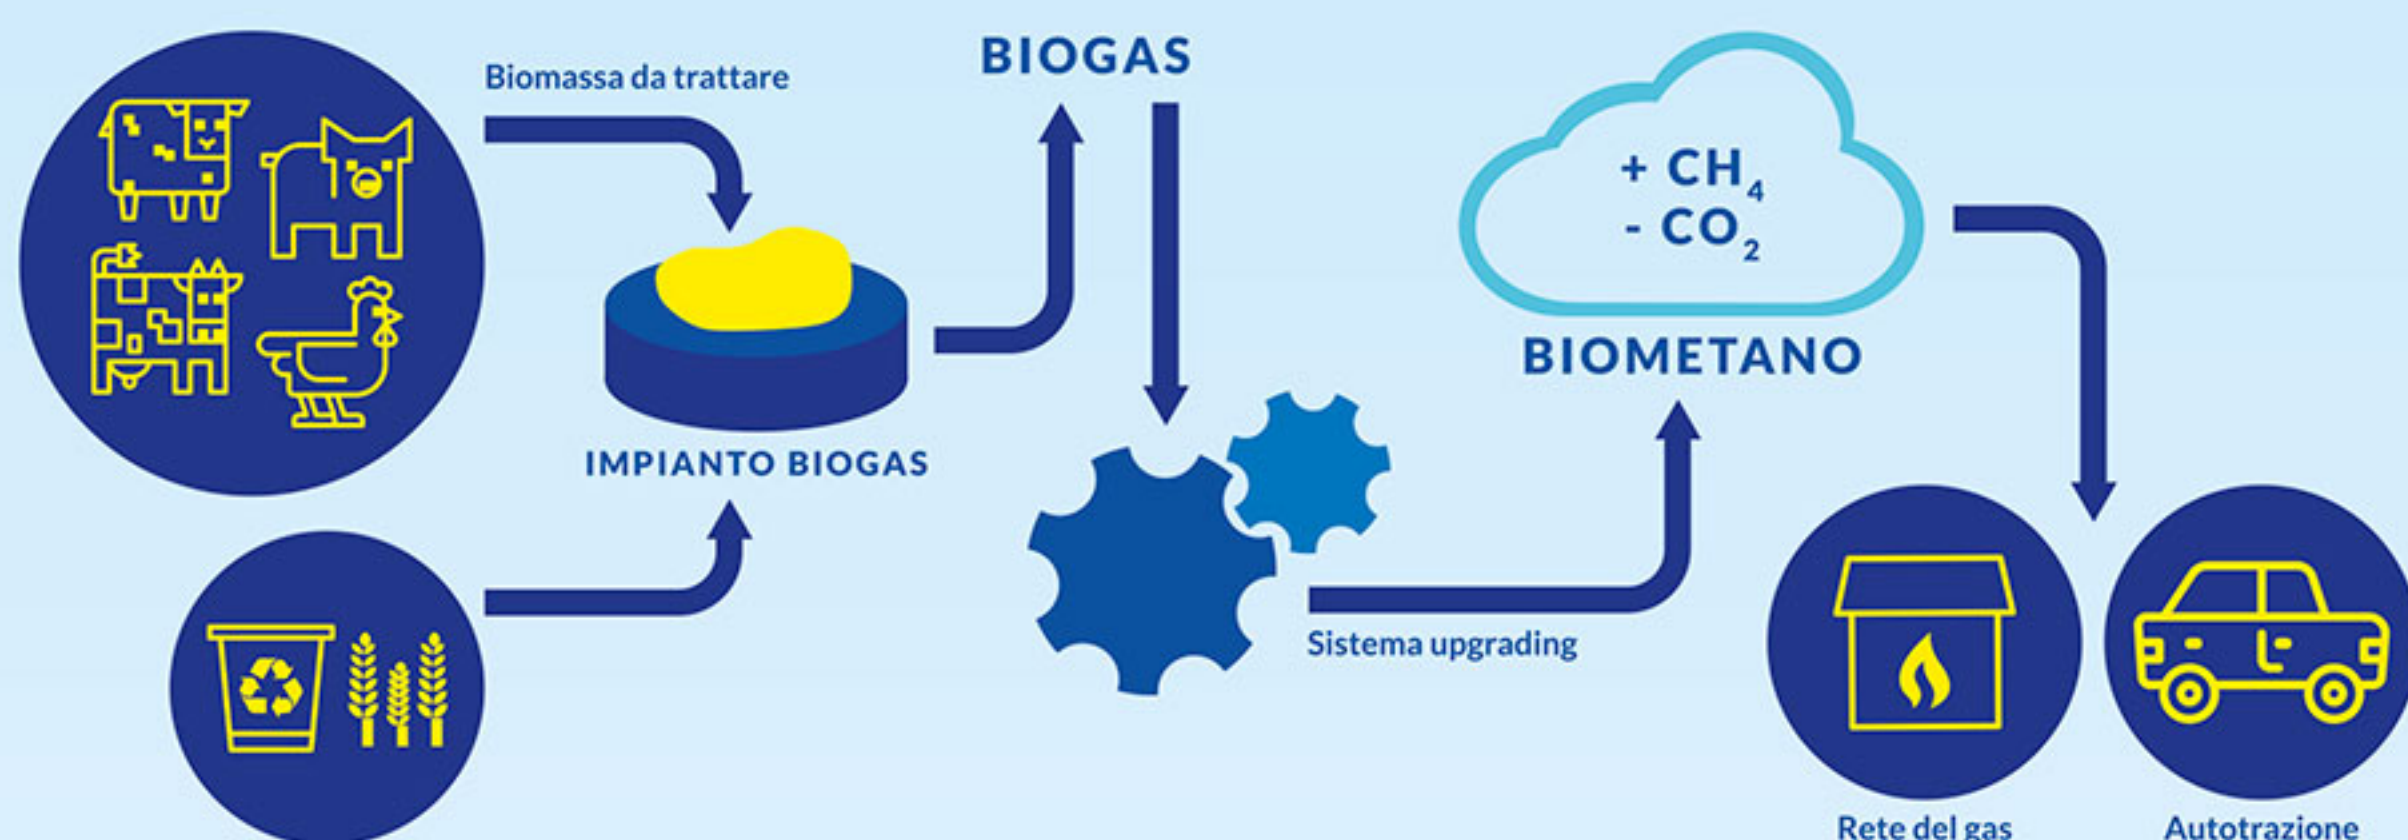 Biomassa da trattare
BIOGAS
+ CH₄
- CO₂
BIOMETANO
IMPIANTO BIOGAS
Sistema upgrading
Rete del gas
Autotrazione